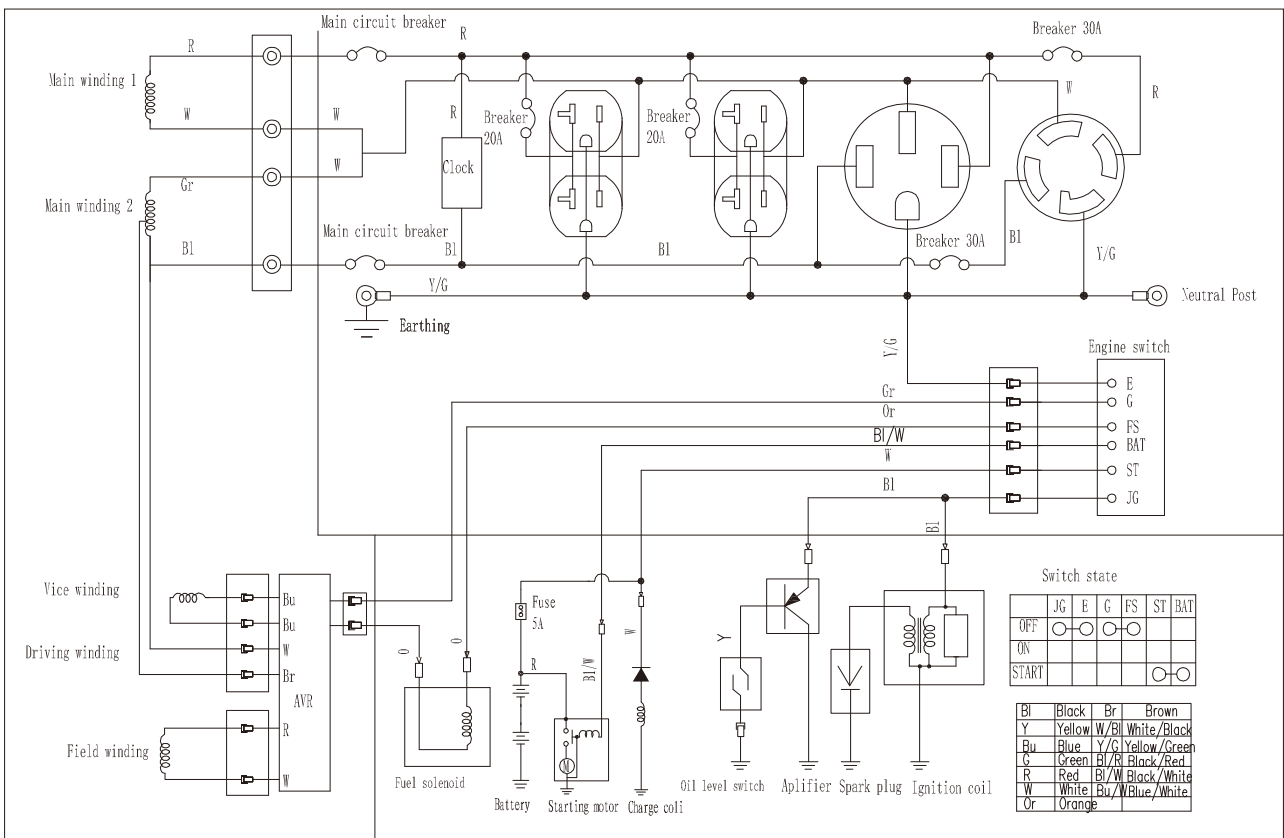 Main circuit breaker
R
Breaker 30A
R
Main winding 1
W
W
W
R
R
Breaker
20A
Breaker
20A
Clock
W
Gr
Main winding 2
Main circuit breaker
Bl
Bl
Bl
Breaker 30A
Bl
Y/G
Y/G
Earthing
Neutral Post
Y/G
Engine switch
E
Gr
G
Or
FS
Bl/W
BAT
W
ST
Bl
JG
Bl
Vice winding
Bu
Bu
Driving winding
W
Br
AVR
R
Field winding
W
O
O
Fuel solenoid
Fuse
5A
R
Bl/W
W
M
Battery
Starting motor
Charge coli
Y
Oil level switch
Aplifier
Spark plug
Ignition coil
Switch state
JG E G FS ST BAT
OFF
ON
START
Bl Black Br Brown
Y Yellow W/Bl White/Black
Bu Blue Y/G Yellow/Green
G Green Bl/R Black/Red
R Red Bl/W Black/White
W White Bu/W Blue/White
Or Orange